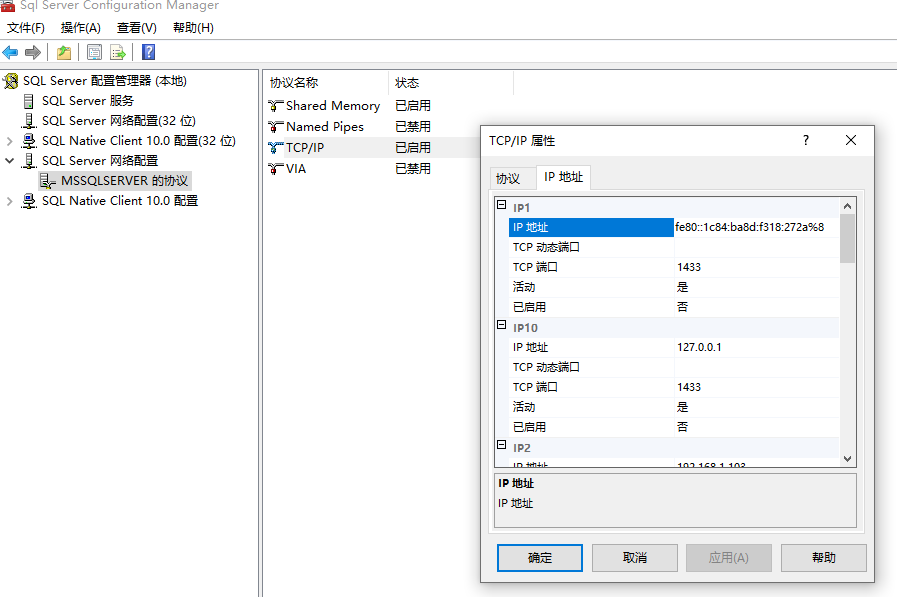 Sql Server Configuration Manager
文件(F) 操作(A) 查看(V) 帮助(H)
SQL Server 配置管理器 (本地)
SQL Server 服务
SQL Server 网络配置(32 位)
SQL Native Client 10.0 配置(32 位)
SQL Server 网络配置
MSSQLSERVER 的协议
SQL Native Client 10.0 配置
协议名称 状态
Shared Memory 已启用
Named Pipes 已禁用
TCP/IP 已启用
VIA 已禁用
TCP/IP 属性 ? ×
协议 IP 地址
IP1
IP 地址 fe80::1c84:ba8d:f318:272a%8
TCP 动态端口
TCP 端口 1433
活动 是
已启用 否
IP10
IP 地址 127.0.0.1
TCP 动态端口
TCP 端口 1433
活动 是
已启用 否
IP2
IP 地址 192.168.1.103
IP 地址
IP 地址
确定 取消 应用(A) 帮助